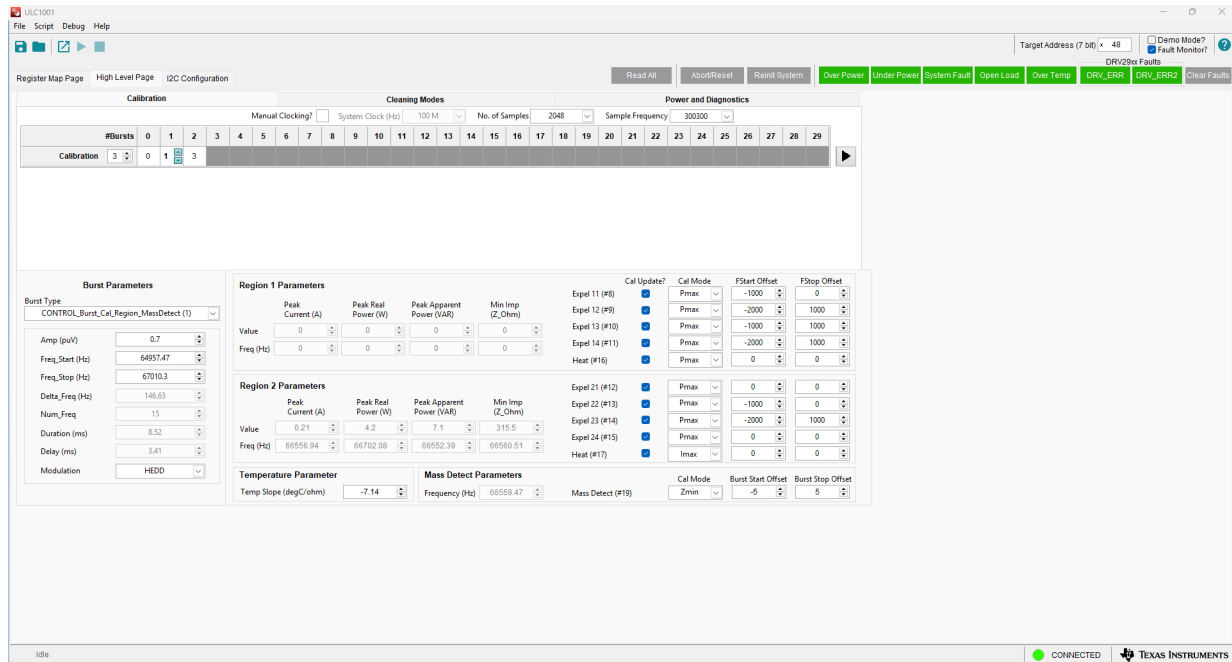 ULC1001
File Script Debug Help
Target Address (7 bit) x 48 Demo Mode?
Fault Monitor?
DRV29xx Faults
Register Map Page High Level Page I2C Configuration Read All Abort/Reset Reinit System Over Power Under Power System Fault Open Load Over Temp DRV_ERR DRV_ERR2 Clear Faults
Calibration Cleaning Modes Power and Diagnostics
Manual Clocking? System Clock (Hz) 100 M No. of Samples 2048 Sample Frequency 300300
#Bursts 0 1 2 3 4 5 6 7 8 9 10 11 12 13 14 15 16 17 18 19 20 21 22 23 24 25 26 27 28 29
Calibration 3 0 1 3
Burst Parameters
Burst Type
CONTROL_Burst_Cal_Region_MassDetect (1)
Amp (puV) 0.7
Freq_Start (Hz) 64957.47
Freq_Stop (Hz) 67010.3
Delta_Freq (Hz) 146.63
Num_Freq 15
Duration (ms) 8.52
Delay (ms) 3.41
Modulation HEDD
Region 1 Parameters
Peak Current (A) Peak Real Power (W) Peak Apparent Power (VAR) Min Imp (Z_Ohm)
Value 0 0 0 0
Freq (Hz) 0 0 0 0
Cal Update? Cal Mode FStart Offset FStop Offset
Expel 11 (#8) Pmax -1000 0
Expel 12 (#9) Pmax -2000 1000
Expel 13 (#10) Pmax -1000 1000
Expel 14 (#11) Pmax -2000 1000
Heat (#16) Pmax 0 0
Region 2 Parameters
Peak Current (A) Peak Real Power (W) Peak Apparent Power (VAR) Min Imp (Z_Ohm)
Value 0.21 4.2 7.1 315.5
Freq (Hz) 66556.94 66702.08 66552.39 66560.51
Expel 21 (#12) Pmax 0 0
Expel 22 (#13) Pmax -1000 0
Expel 23 (#14) Pmax -2000 1000
Expel 24 (#15) Pmax 0 0
Heat (#17) Imax 0 0
Temperature Parameter
Temp Slope (degC/ohm) -7.14
Mass Detect Parameters
Frequency (Hz) 66559.47
Cal Mode Burst Start Offset Burst Stop Offset
Mass Detect (#19) Zmin -5 5
Idle CONNECTED TEXAS INSTRUMENTS